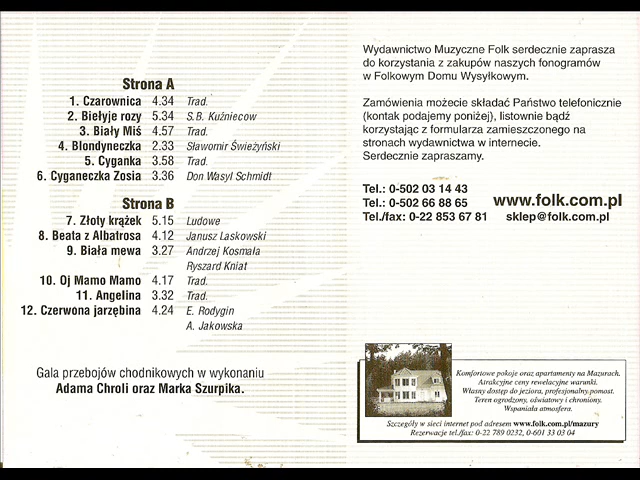 Strona A
1. Czarownica 4.34 Trad.
2. Biełyje rozy 5.34 S.B. Kuźniecow
3. Biały Miś 4.57 Trad.
4. Blondyneczka 2.33 Sławomir Świeżyński
5. Cyganka 3.58 Trad.
6. Cyganeczka Zosia 3.36 Don Wasyl Schmidt
Strona B
7. Złoty krążek 5.15 Ludowe
8. Beata z Albatrosa 4.12 Janusz Laskowski
9. Biała mewa 3.27 Andrzej Kosmala
Ryszard Kniat
10. Oj Mamo Mamo 4.17 Trad.
11. Angelina 3.32 Trad.
12. Czerwona jarzębina 4.24 E. Rodygin
A. Jakowska
Gala przebojów chodnikowych w wykonaniu
Adama Chroli oraz Marka Szurpika.
Wydawnictwo Muzyczne Folk serdecznie zaprasza
do korzystania z zakupów naszych fonogramów
w Folkowym Domu Wysyłkowym.
Zamówienia możecie składać Państwo telefonicznie
(kontak podajemy poniżej), listownie bądź
korzystając z formularza zamieszczonego na
stronach wydawnictwa w internecie.
Serdecznie zapraszamy.
Tel.: 0-502 03 14 43
Tel.: 0-502 66 88 65 www.folk.com.pl
Tel./fax: 0-22 853 67 81 sklep@folk.com.pl
Komfortowe pokoje oraz apartamenty na Mazurach.
Atrakcyjne ceny rewelacyjne warunki.
Własny dostęp do jeziora, profesjonalny pomost.
Teren ogrodzony, oświatowy i chroniony.
Wspaniała atmosfera.
Szczegóły w sieci internet pod adresem www.folk.com.pl/mazury
Rezerwacje tel./fax: 0-22 789 0232, 0-601 33 03 04